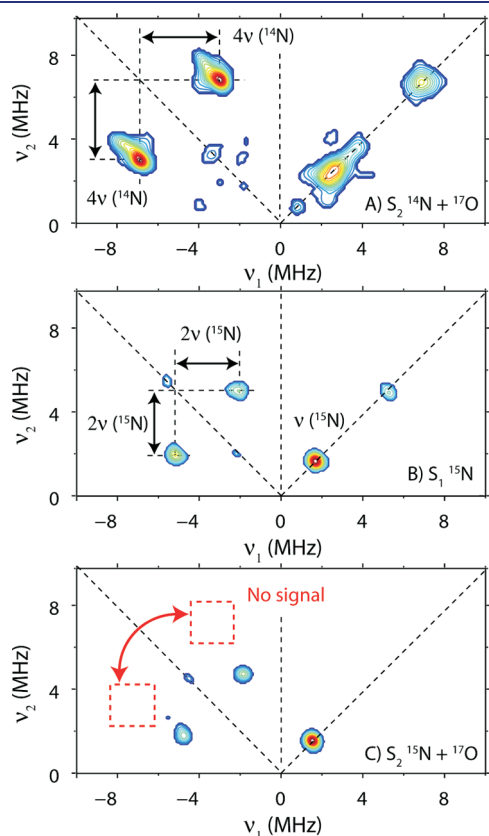 4ν (¹⁴N)
8
ν₂ (MHz)
4
4ν (¹⁴N)
0
A) S₂ ¹⁴N + ¹⁷O
−8 −4 0 4 8
ν₁ (MHz)
8
2ν (¹⁵N)
ν₂ (MHz)
4
2ν (¹⁵N)
ν (¹⁵N)
0
B) S₁ ¹⁵N
−8 −4 0 4 8
ν₁ (MHz)
No signal
8
ν₂ (MHz)
4
0
C) S₂ ¹⁵N + ¹⁷O
−8 −4 0 4 8
ν₁ (MHz)